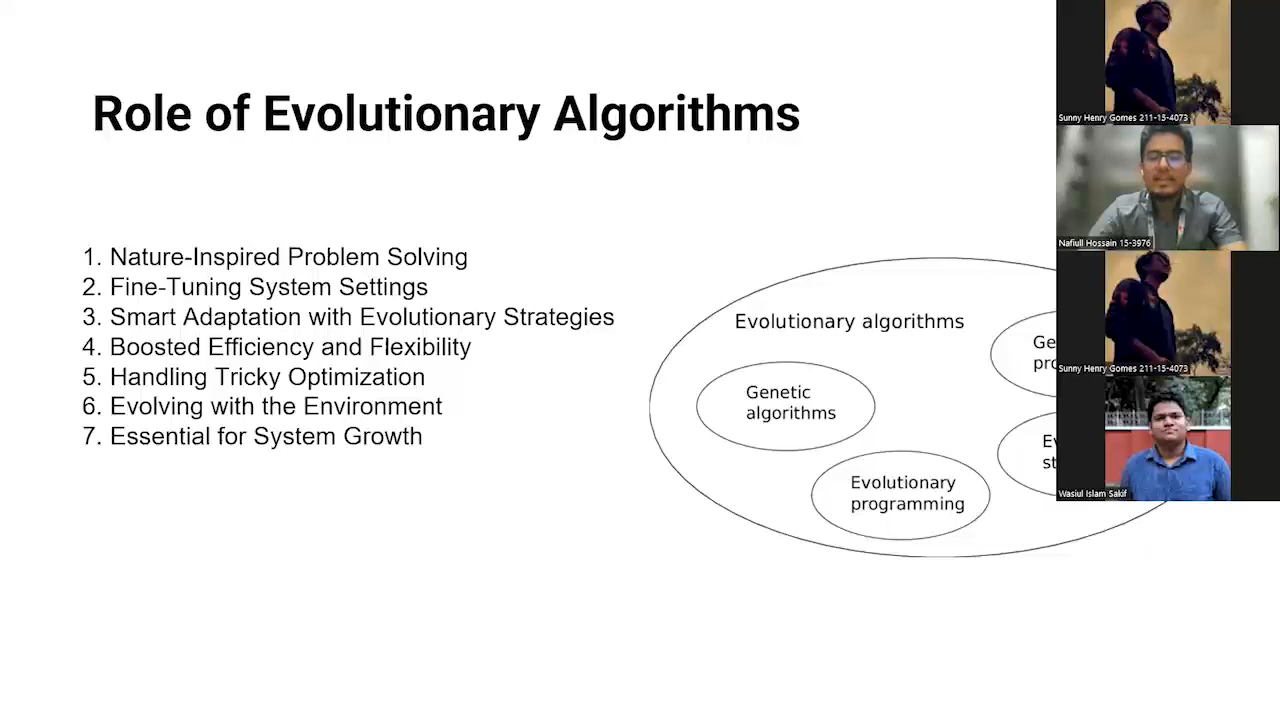 Role of Evolutionary Algorithms
1. Nature-Inspired Problem Solving
2. Fine-Tuning System Settings
3. Smart Adaptation with Evolutionary Strategies
4. Boosted Efficiency and Flexibility
5. Handling Tricky Optimization
6. Evolving with the Environment
7. Essential for System Growth
Evolutionary algorithms
Genetic
algorithms
Evolutionary
programming
Sunny Henry Gomes 211-15-4073
Nafiull Hossain 15-3976
Sunny Henry Gomes 211-15-4073
Wasiul Islam Sakif